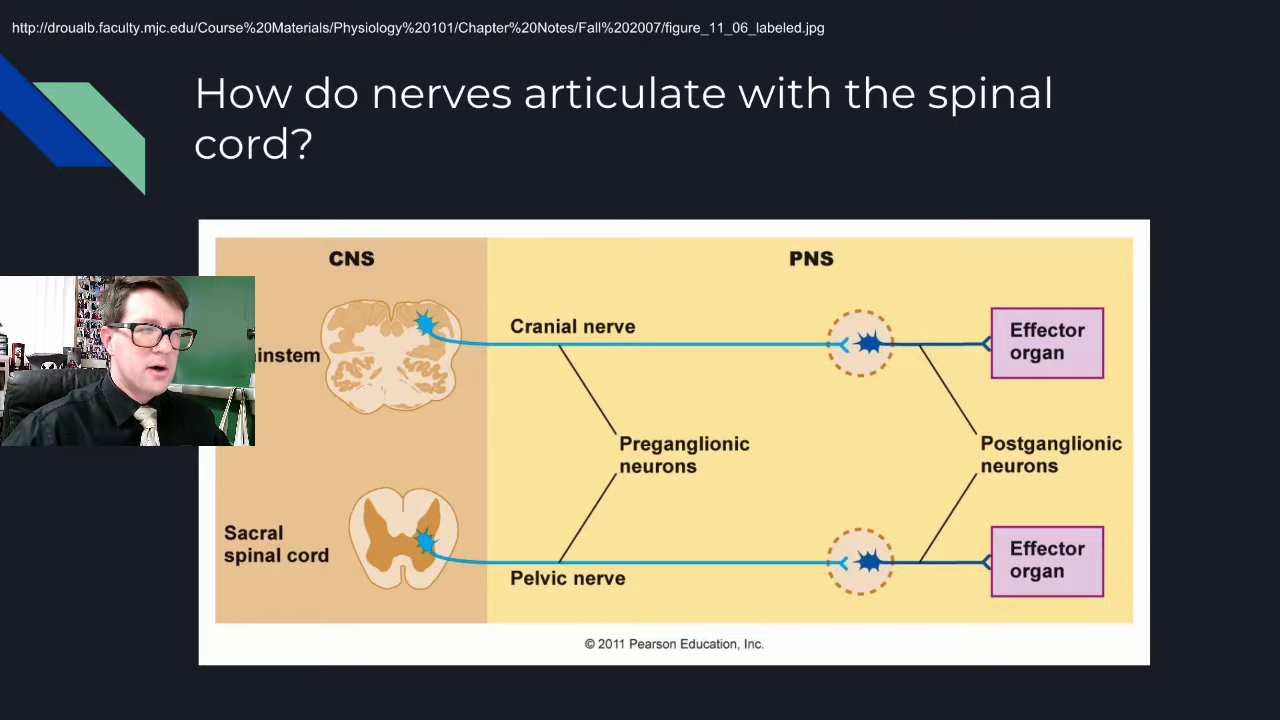 http://droualb.faculty.mjc.edu/Course%20Materials/Physiology%20101/Chapter%20Notes/Fall%202007/figure_11_06_labeled.jpg
How do nerves articulate with the spinal
cord?
CNS
PNS
Cranial nerve
Effector
organ
instem
Preganglionic
neurons
Postganglionic
neurons
Sacral
spinal cord
Pelvic nerve
Effector
organ
© 2011 Pearson Education, Inc.